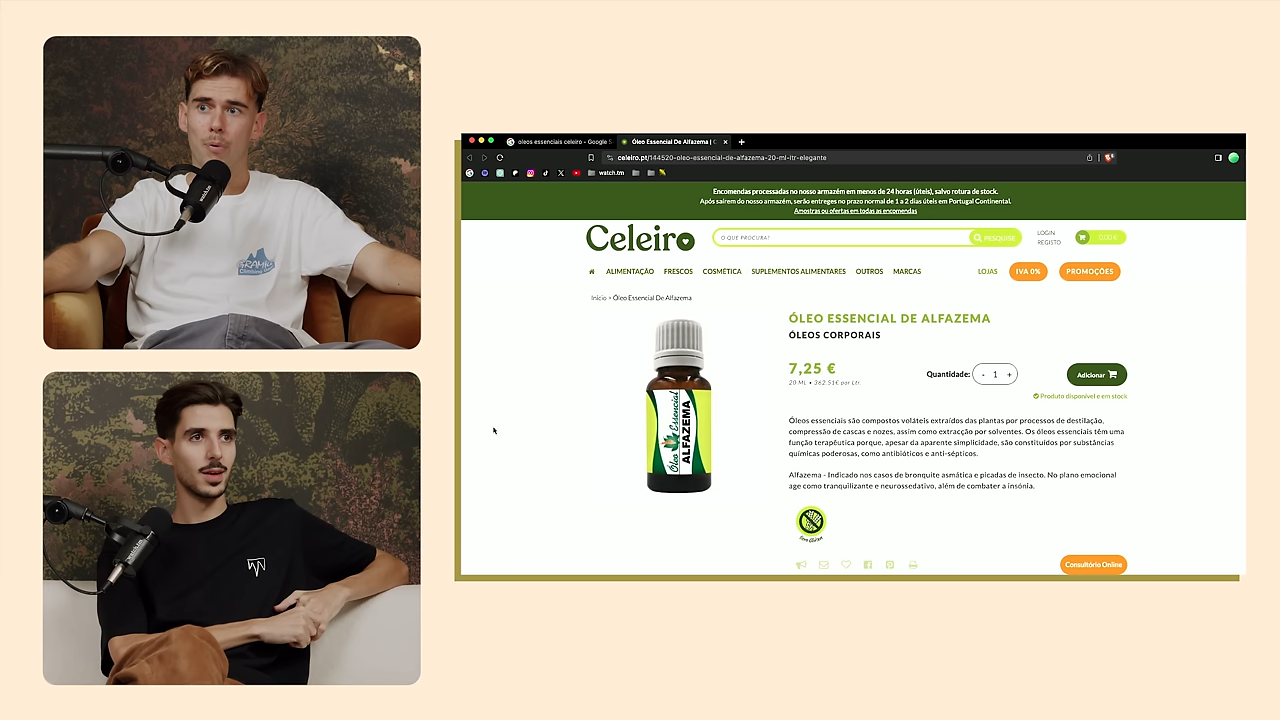 FRAMIL
Climbing
watch.tm
watch.tm
oleos essenciais celeiro - Google S
Óleo Essencial De Alfazema | C
celeiro.pt/144520-oleo-essencial-de-alfazema-20-ml-ltr-elegante
watch.tm
Encomendas processadas no nosso armazém em menos de 24 horas (úteis), salvo rotura de stock.
Após saírem do nosso armazém, serão entregues no prazo normal de 1 a 2 dias úteis em Portugal Continental.
Amostras ou ofertas em todas as encomendas
Celeiro
O QUE PROCURA?
PESQUISE
LOGIN
REGISTO
0,00 €
ALIMENTAÇÃO FRESCOS COSMÉTICA SUPLEMENTOS ALIMENTARES OUTROS MARCAS LOJAS IVA 0% PROMOÇÕES
Início > Óleo Essencial De Alfazema
ÓLEO ESSENCIAL DE ALFAZEMA
ÓLEOS CORPORAIS
7,25 €
20 ML • 362.51€ por Ltr.
Quantidade: - 1 +
Adicionar
Produto disponível e em stock
Óleo Essencial
ALFAZEMA
Óleos essenciais são compostos voláteis extraídos das plantas por processos de destilação,
compressão de cascas e nozes, assim como extracção por solventes. Os óleos essenciais têm uma
função terapêutica porque, apesar da aparente simplicidade, são constituídos por substâncias
químicas poderosas, como antibióticos e anti-sépticos.
Alfazema - Indicado nos casos de bronquite asmática e picadas de insecto. No plano emocional
age como tranquilizante e neurossedativo, além de combater a insónia.
Sem Glúten
Consultório Online